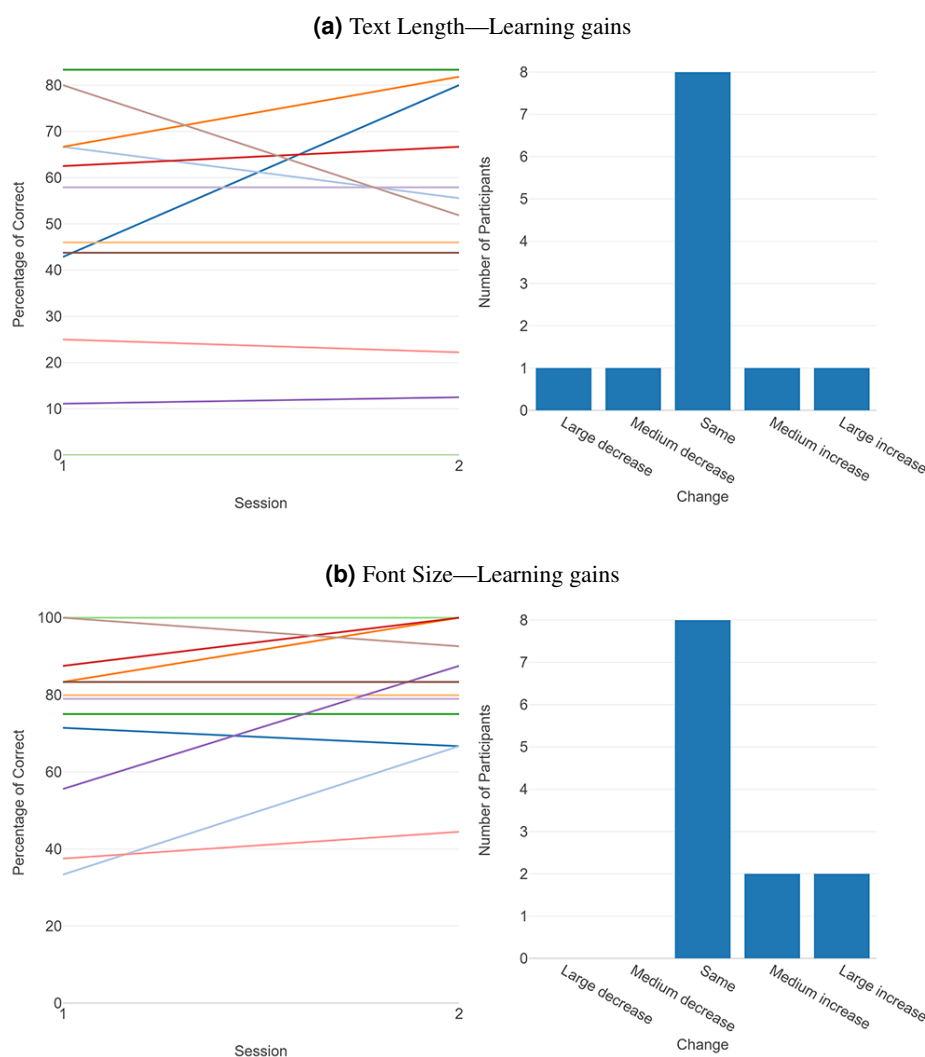 (a) Text Length—Learning gains
80
70
60
50
40
30
20
10
0
1
2
Percentage of Correct
Session
8
7
6
5
4
3
2
1
0
Number of Participants
Large decrease
Medium decrease
Same
Medium increase
Large increase
Change
(b) Font Size—Learning gains
100
80
60
40
20
0
1
2
Percentage of Correct
Session
8
7
6
5
4
3
2
1
0
Number of Participants
Large decrease
Medium decrease
Same
Medium increase
Large increase
Change